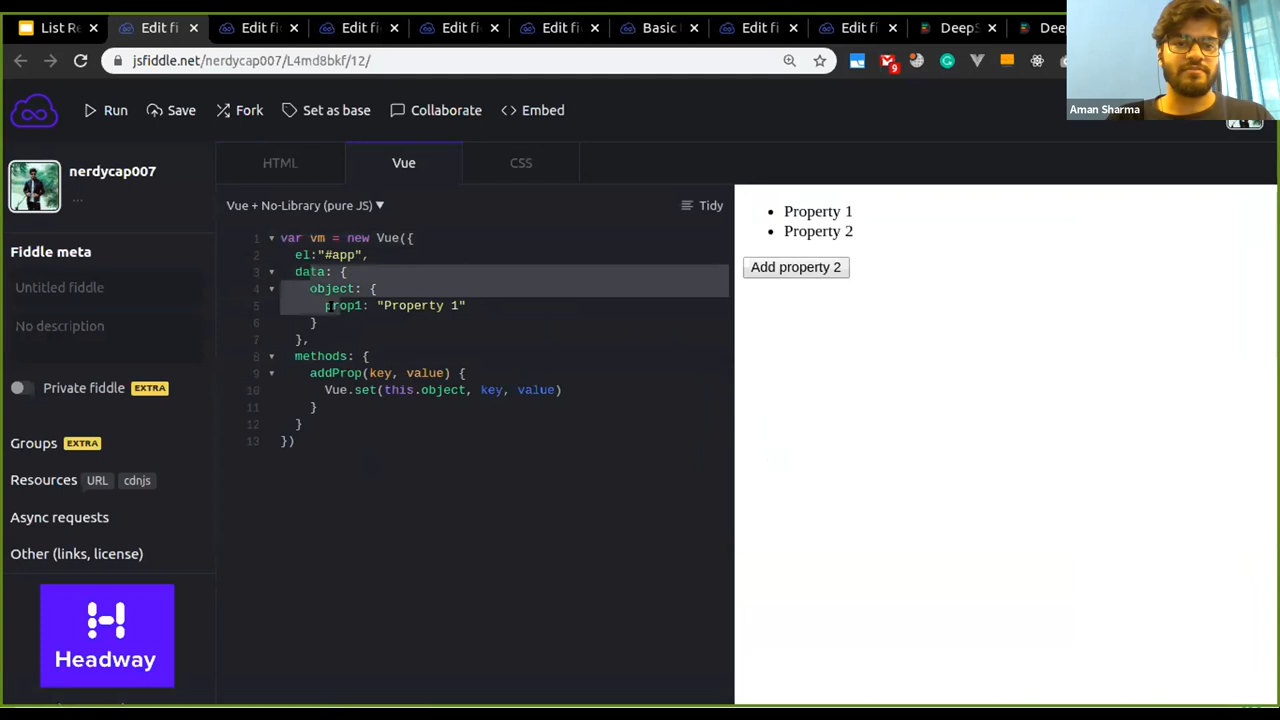 List Re
Edit fi
Edit fi
Edit fi
Edit fi
Edit fi
Basic
Edit fi
Edit fi
DeepS
Dee
jsfiddle.net/nerdycap007/L4md8bkf/12/
9
Aman Sharma
Run
Save
Fork
Set as base
Collaborate
Embed
nerdycap007
...
HTML
Vue
CSS
Vue + No-Library (pure JS) ▼
Tidy
Fiddle meta
Untitled fiddle
No description
Private fiddle EXTRA
Groups EXTRA
Resources URL cdnjs
Async requests
Other (links, license)
Headway
1 var vm = new Vue({
2 el:"#app",
3 data: {
4 object: {
5 prop1: "Property 1"
6 }
7 },
8 methods: {
9 addProp(key, value) {
10 Vue.set(this.object, key, value)
11 }
12 }
13 })
• Property 1
• Property 2
Add property 2